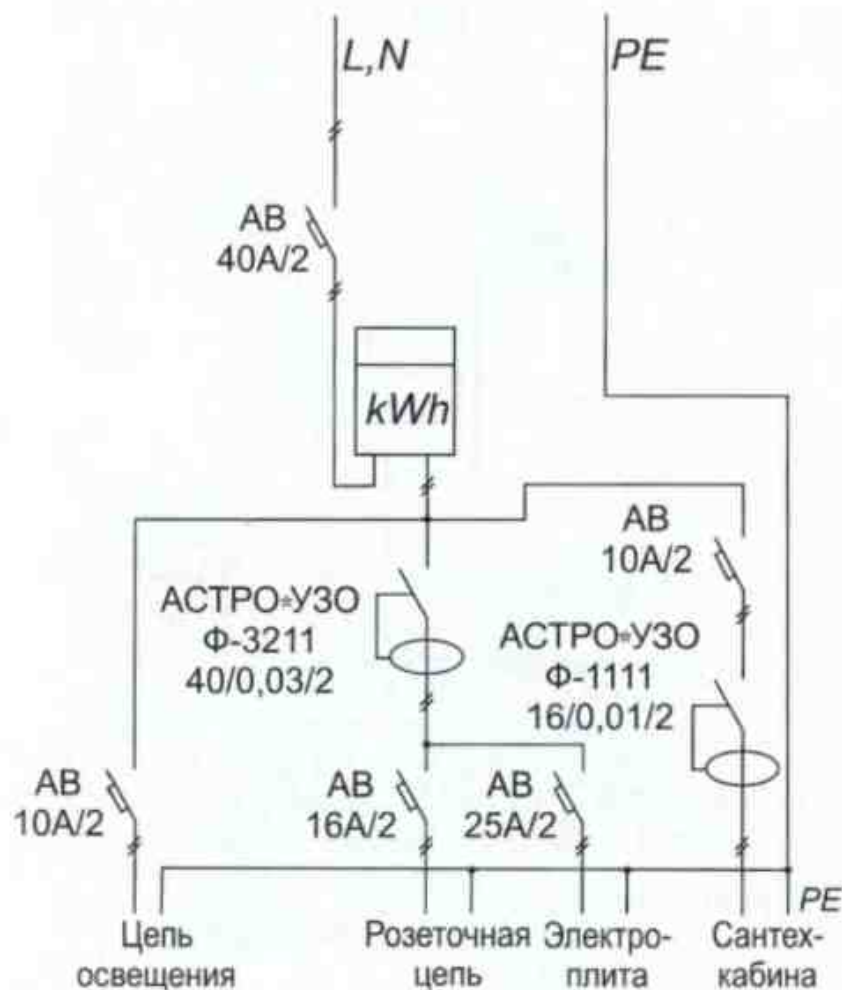 L,N
PE
АВ
40А/2
kWh
АВ
10А/2
АСТРО*УЗО
Ф-3211
40/0,03/2
АСТРО*УЗО
Ф-1111
16/0,01/2
АВ
10А/2
АВ
16А/2
АВ
25А/2
PE
Цепь
освещения
Розеточная
цепь
Электро-
плита
Сантех-
кабина